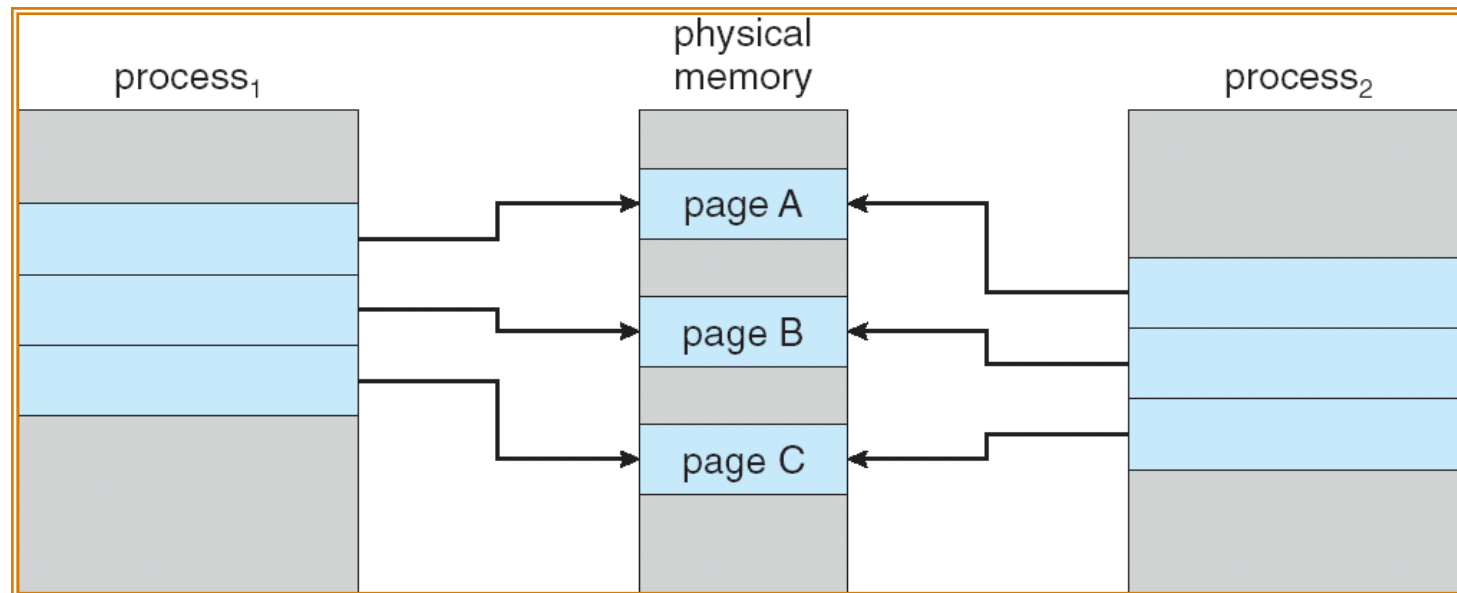 process₁
physical
memory
process₂
page A
page B
page C